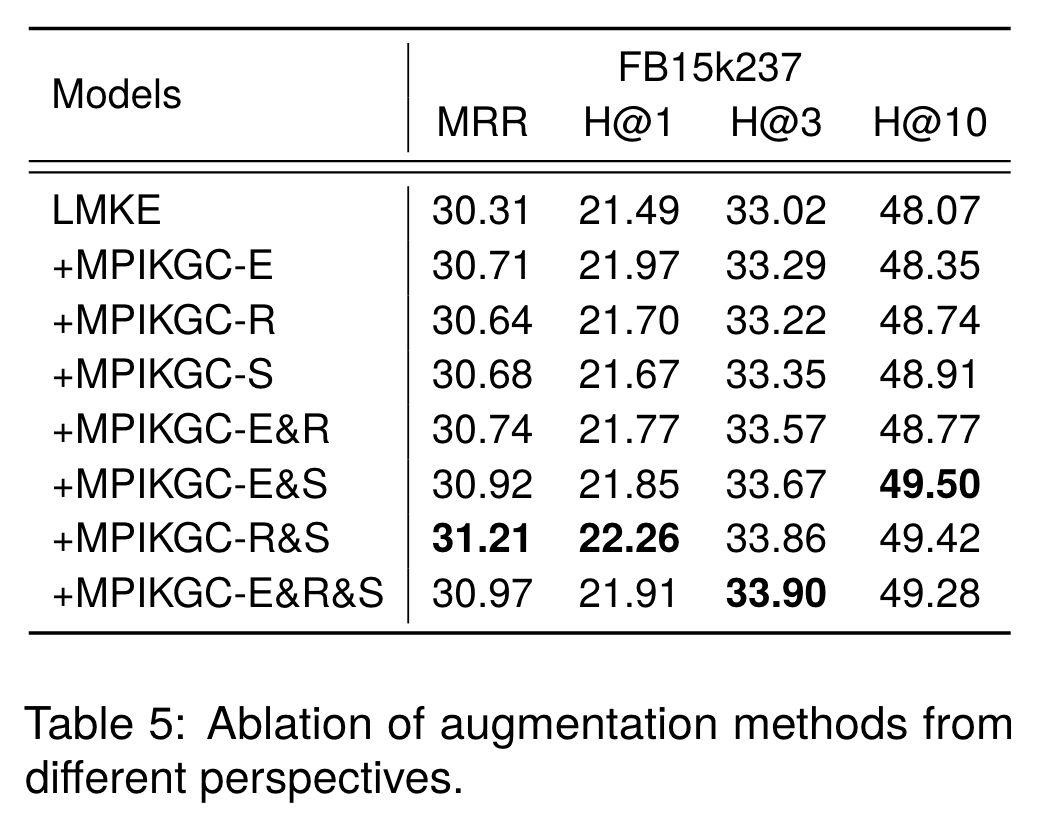 Models FB15k237
MRR H@1 H@3 H@10
LMKE 30.31 21.49 33.02 48.07
+MPIKGC-E 30.71 21.97 33.29 48.35
+MPIKGC-R 30.64 21.70 33.22 48.74
+MPIKGC-S 30.68 21.67 33.35 48.91
+MPIKGC-E&R 30.74 21.77 33.57 48.77
+MPIKGC-E&S 30.92 21.85 33.67 49.50
+MPIKGC-R&S 31.21 22.26 33.86 49.42
+MPIKGC-E&R&S 30.97 21.91 33.90 49.28
Table 5: Ablation of augmentation methods from
different perspectives.